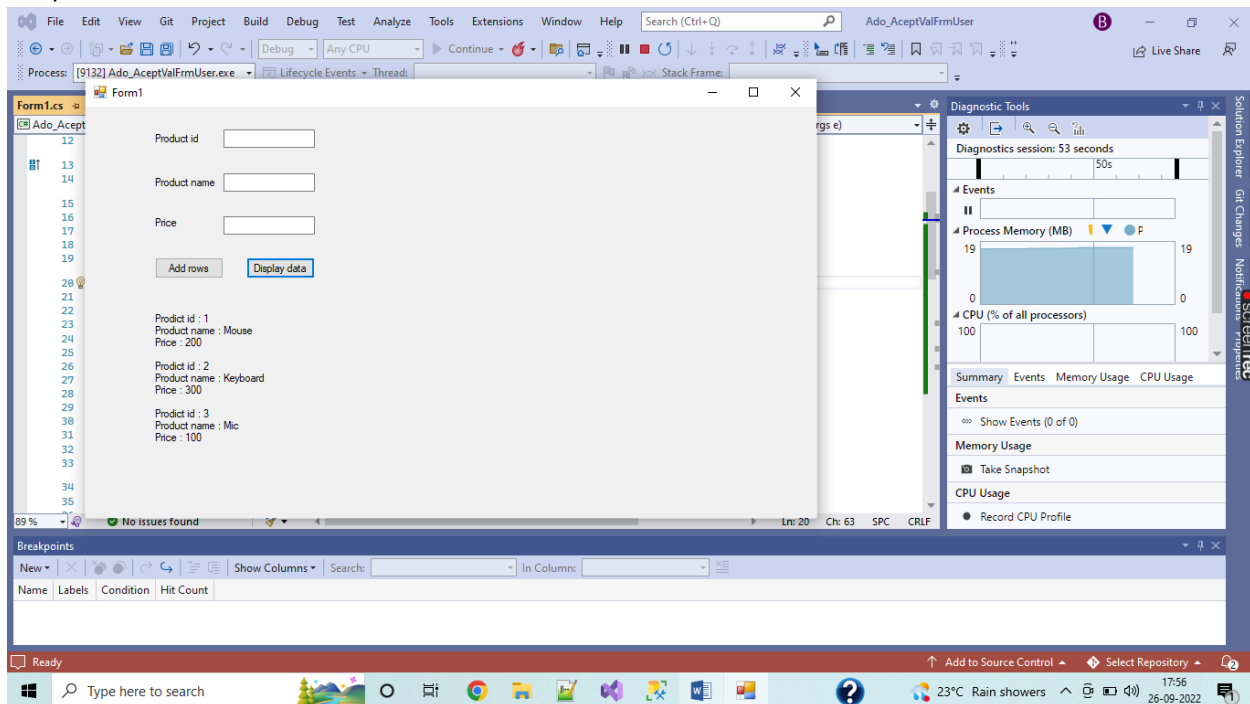 File Edit View Git Project Build Debug Test Analyze Tools Extensions Window Help Search (Ctrl+Q) Ado_AceptValFrmUser B
Debug Any CPU Continue Live Share
Process: [9132] Ado_AceptValFrmUser.exe Lifecycle Events Thread: Stack Frame:
Form1.cs
Ado_Acept
rgs e)
12
13
14
15
16
17
18
19
20
21
22
23
24
25
26
27
28
29
30
31
32
33
34
35
Form1
Product id
Product name
Price
Add rows Display data
Prodict id : 1
Product name : Mouse
Price : 200
Prodict id : 2
Product name : Keyboard
Price : 300
Prodict id : 3
Product name : Mic
Price : 100
89 % No issues found Ln: 20 Ch: 63 SPC CRLF
Diagnostic Tools
Diagnostics session: 53 seconds
50s
Events
Process Memory (MB) P
19 19
0 0
CPU (% of all processors)
100 100
Summary Events Memory Usage CPU Usage
Events
Show Events (0 of 0)
Memory Usage
Take Snapshot
CPU Usage
Record CPU Profile
Solution Explorer
Git Changes
Notifications
Properties
screenrec
Breakpoints
New Show Columns Search: In Column:
Name Labels Condition Hit Count
Ready Add to Source Control Select Repository 2
Type here to search 23°C Rain showers 17:56
26-09-2022
1